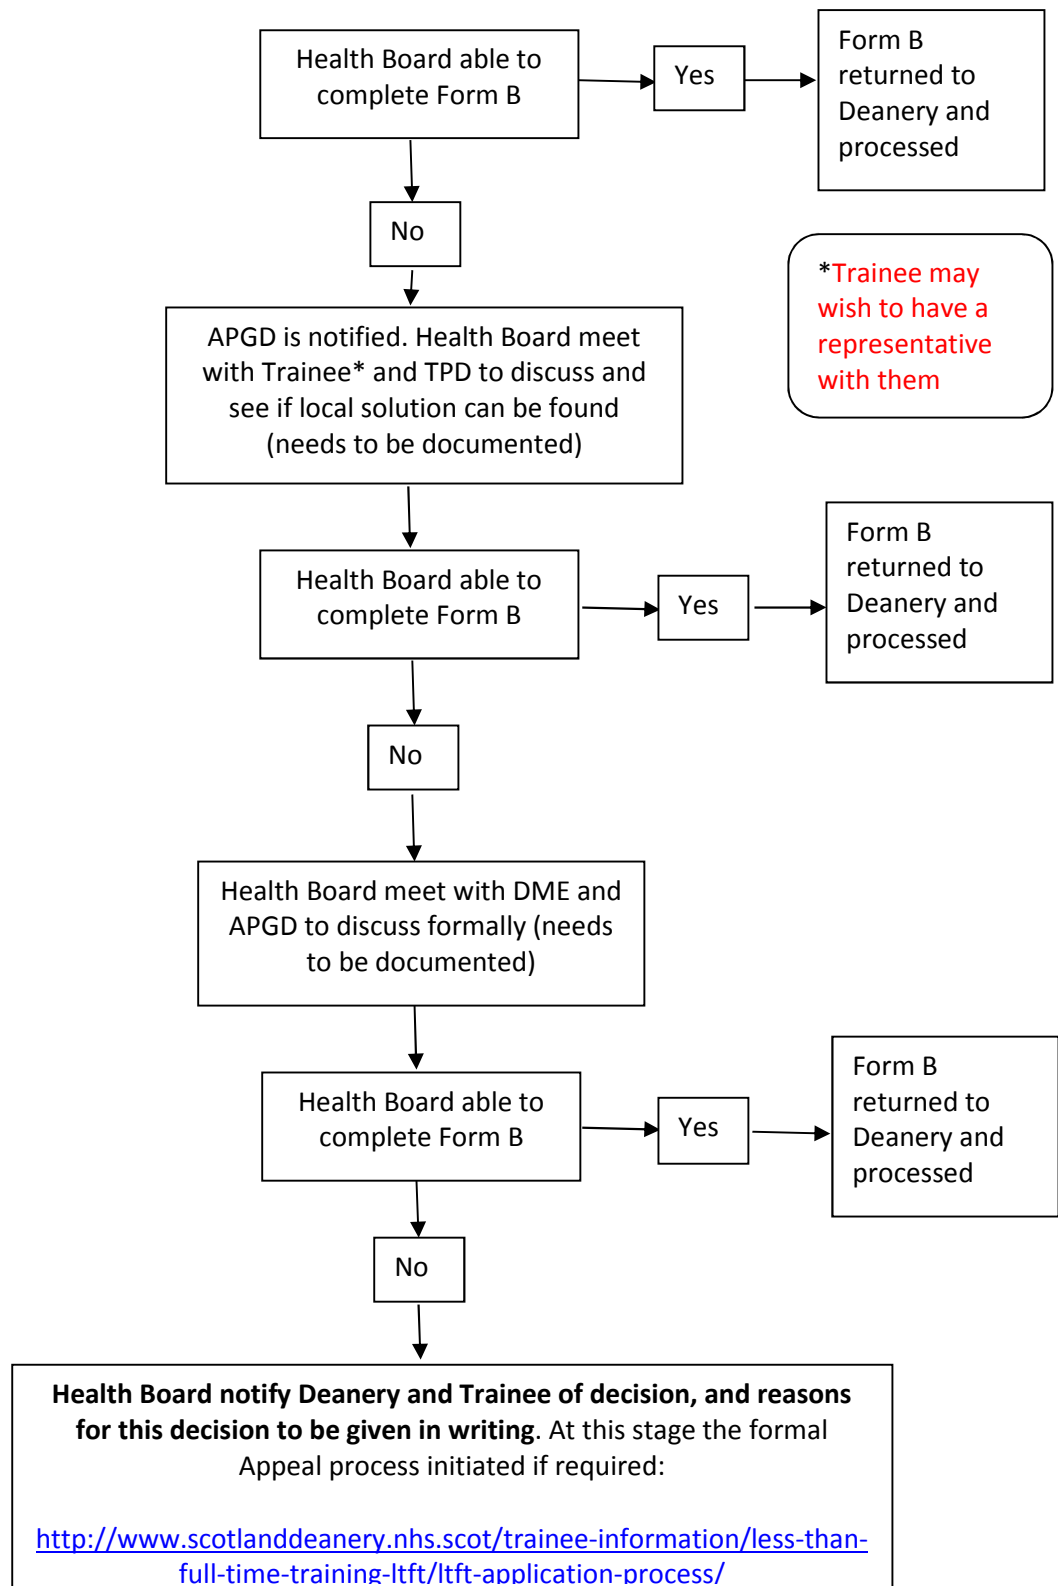 Health Board able to
complete Form B
Yes
Form B
returned to
Deanery and
processed
No
*Trainee may
wish to have a
representative
with them
APGD is notified. Health Board meet
with Trainee* and TPD to discuss and
see if local solution can be found
(needs to be documented)
Health Board able to
complete Form B
Yes
Form B
returned to
Deanery and
processed
No
Health Board meet with DME and
APGD to discuss formally (needs
to be documented)
Health Board able to
complete Form B
Yes
Form B
returned to
Deanery and
processed
No
Health Board notify Deanery and Trainee of decision, and reasons
for this decision to be given in writing. At this stage the formal
Appeal process initiated if required:
http://www.scotlanddeanery.nhs.scot/trainee-information/less-than-
full-time-training-ltft/ltft-application-process/